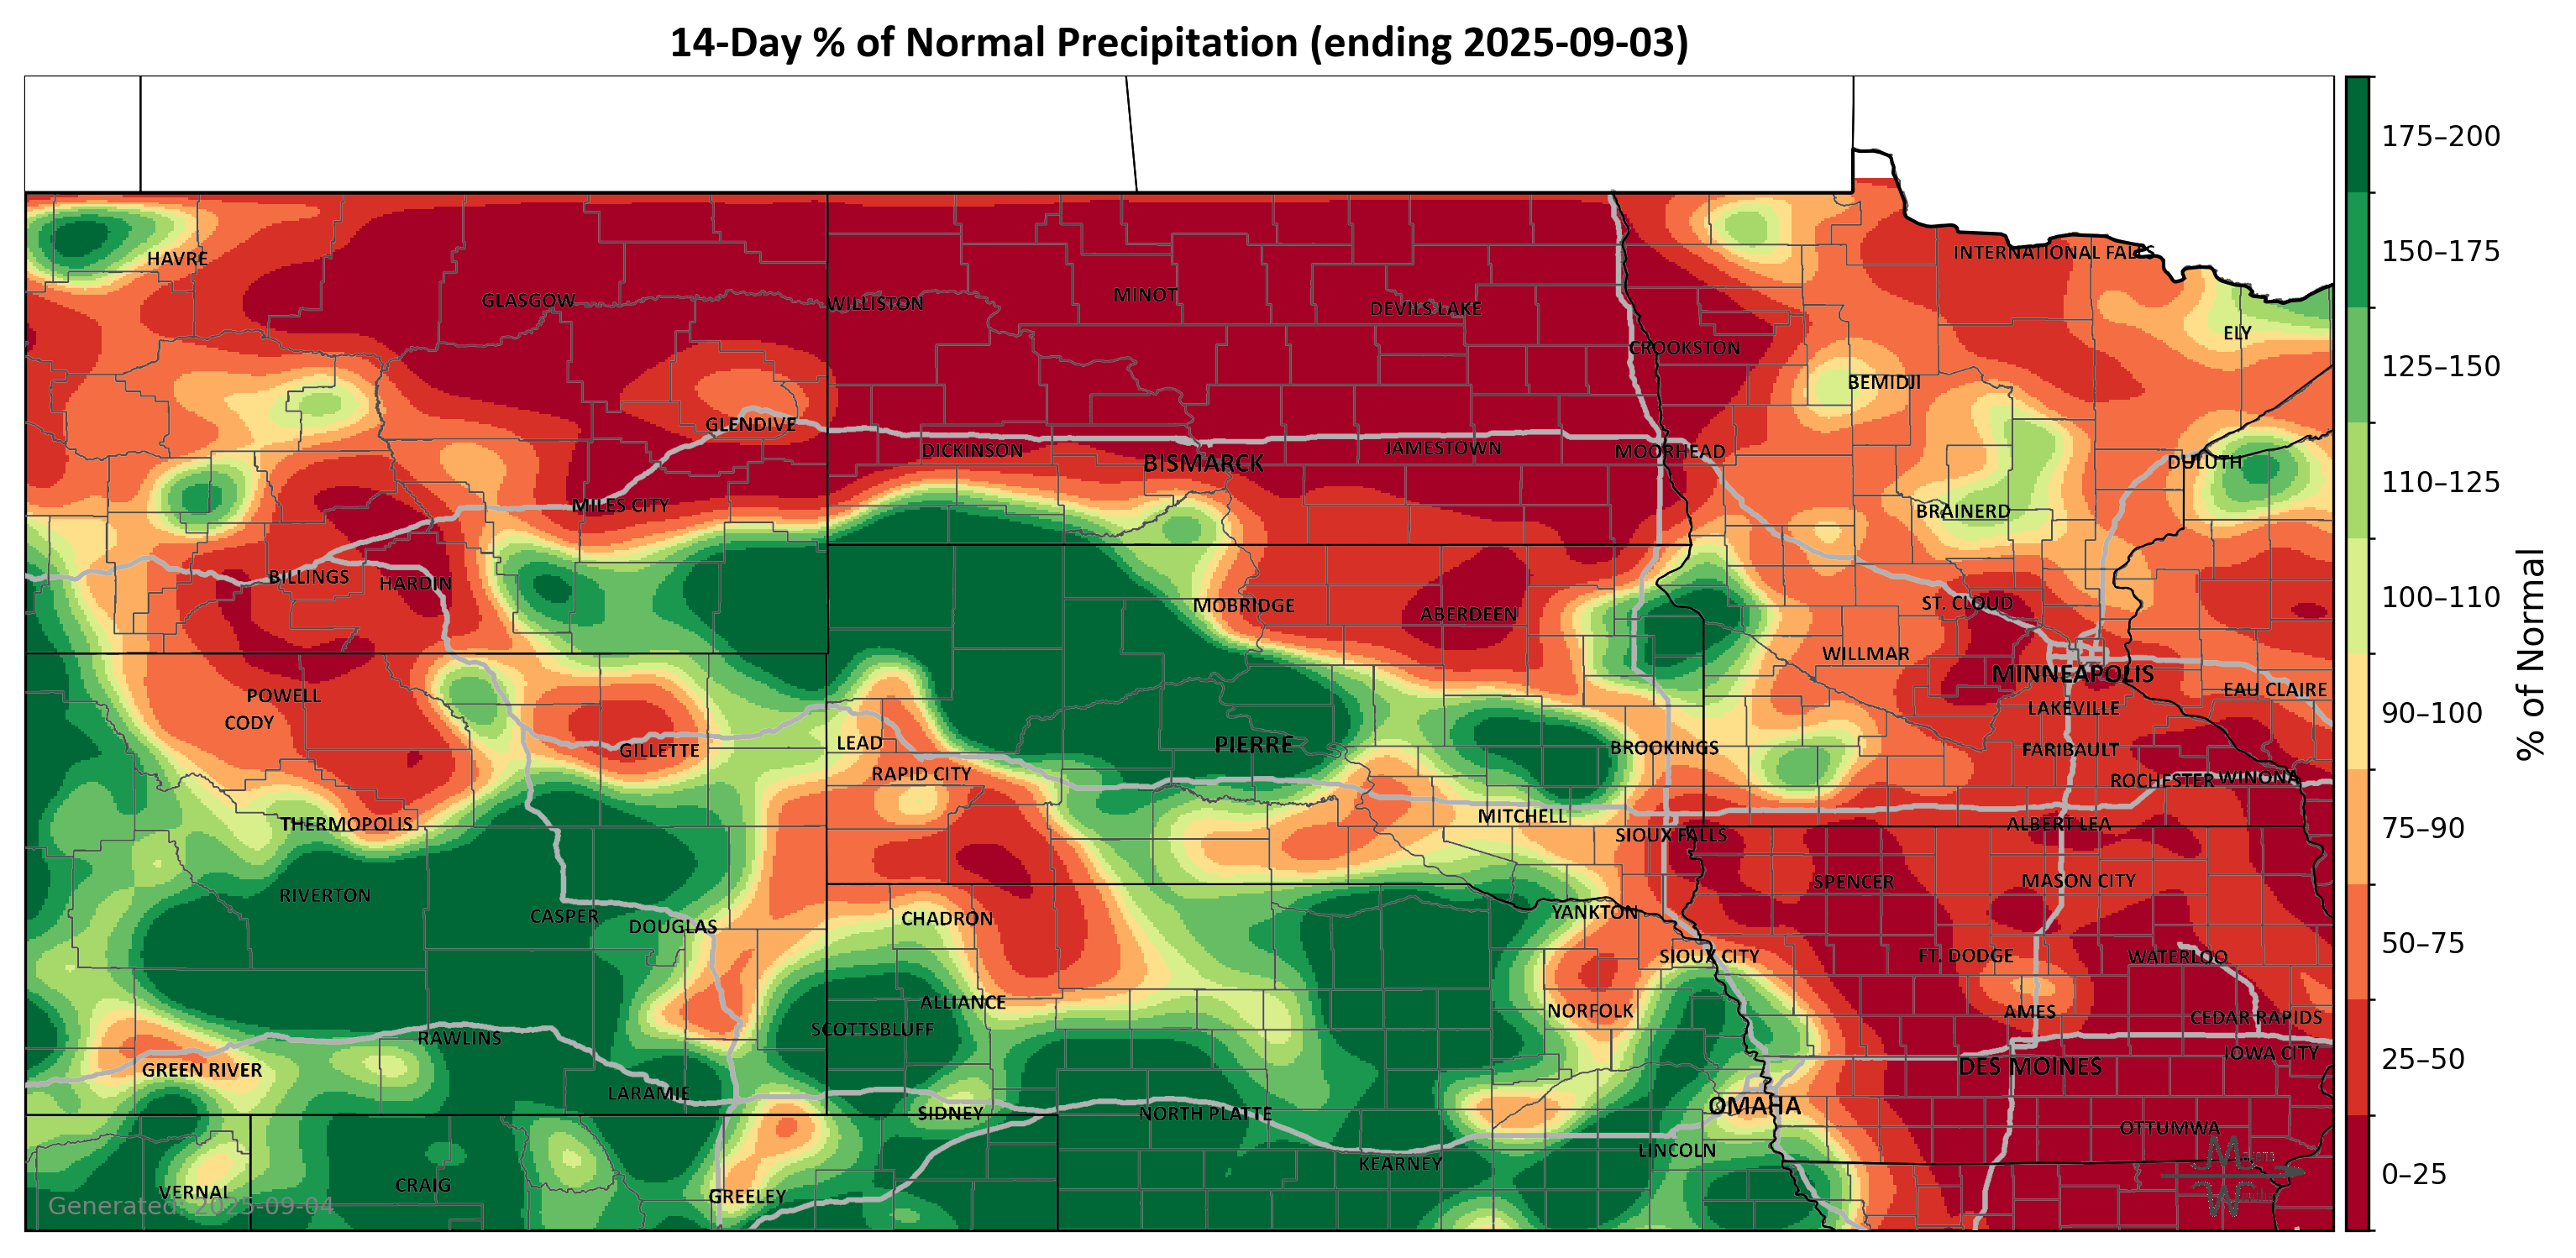 14-Day % of Normal Precipitation (ending 2025-09-03)
HAVRE
GLASGOW
WILLISTON
MINOT
DEVILS LAKE
CROOKSTON
INTERNATIONAL FALLS
ELY
BEMIDJI
GLENDIVE
DICKINSON
BISMARCK
JAMESTOWN
MOORHEAD
DULUTH
MILES CITY
BRAINERD
BILLINGS
HARDIN
MOBRIDGE
ABERDEEN
ST. CLOUD
WILLMAR
MINNEAPOLIS
EAU CLAIRE
POWELL
CODY
LAKEVILLE
GILLETTE
LEAD
PIERRE
BROOKINGS
FARIBAULT
RAPID CITY
ROCHESTER
WINONA
THERMOPOLIS
MITCHELL
SIOUX FALLS
ALBERT LEA
RIVERTON
CASPER
DOUGLAS
CHADRON
YANKTON
SPENCER
MASON CITY
SIOUX CITY
FT. DODGE
WATERLOO
ALLIANCE
NORFOLK
AMES
CEDAR RAPIDS
SCOTTSBLUFF
RAWLINS
IOWA CITY
GREEN RIVER
DES MOINES
LARAMIE
SIDNEY
NORTH PLATTE
OMAHA
OTTUMWA
KEARNEY
LINCOLN
VERNAL
CRAIG
GREELEY
Generated: 2025-09-04
175–200
150–175
125–150
110–125
100–110
90–100
75–90
50–75
25–50
0–25
% of Normal